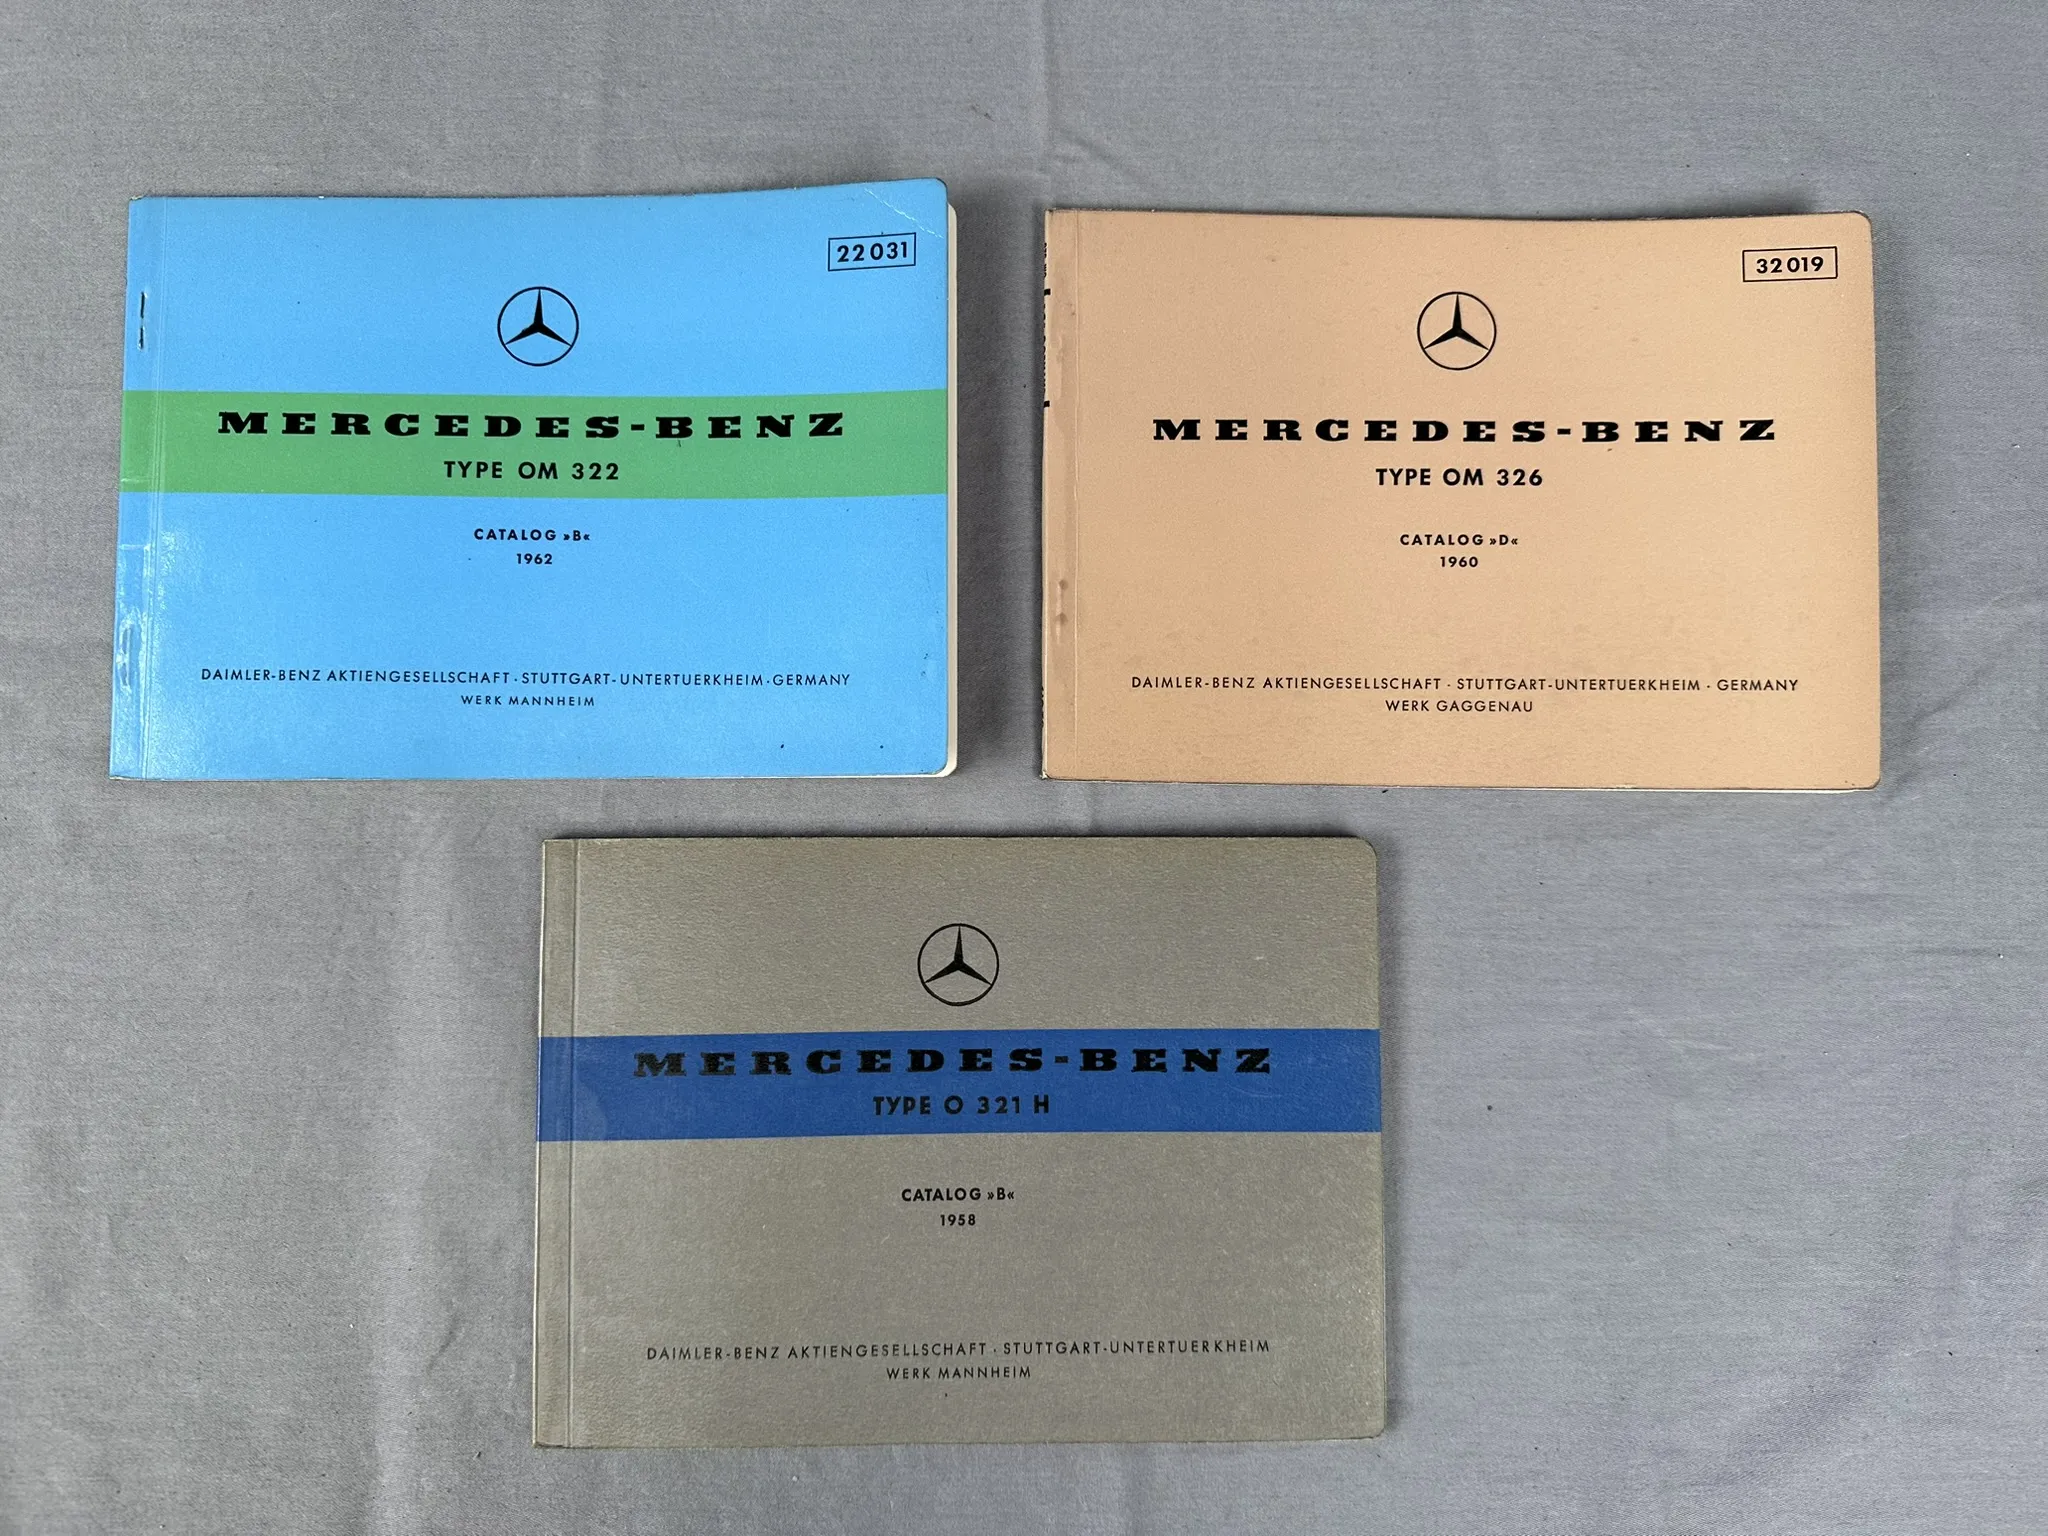 22031
MERCEDES-BENZ
TYPE OM 322
CATALOG »B«
1962
DAIMLER-BENZ AKTIENGESELLSCHAFT · STUTTGART-UNTERTUERKHEIM · GERMANY
WERK MANNHEIM
32019
MERCEDES-BENZ
TYPE OM 326
CATALOG »D«
1960
DAIMLER-BENZ AKTIENGESELLSCHAFT · STUTTGART-UNTERTUERKHEIM · GERMANY
WERK GAGGENAU
MERCEDES-BENZ
TYPE O 321 H
CATALOG »B«
1958
DAIMLER-BENZ AKTIENGESELLSCHAFT · STUTTGART-UNTERTUERKHEIM
WERK MANNHEIM